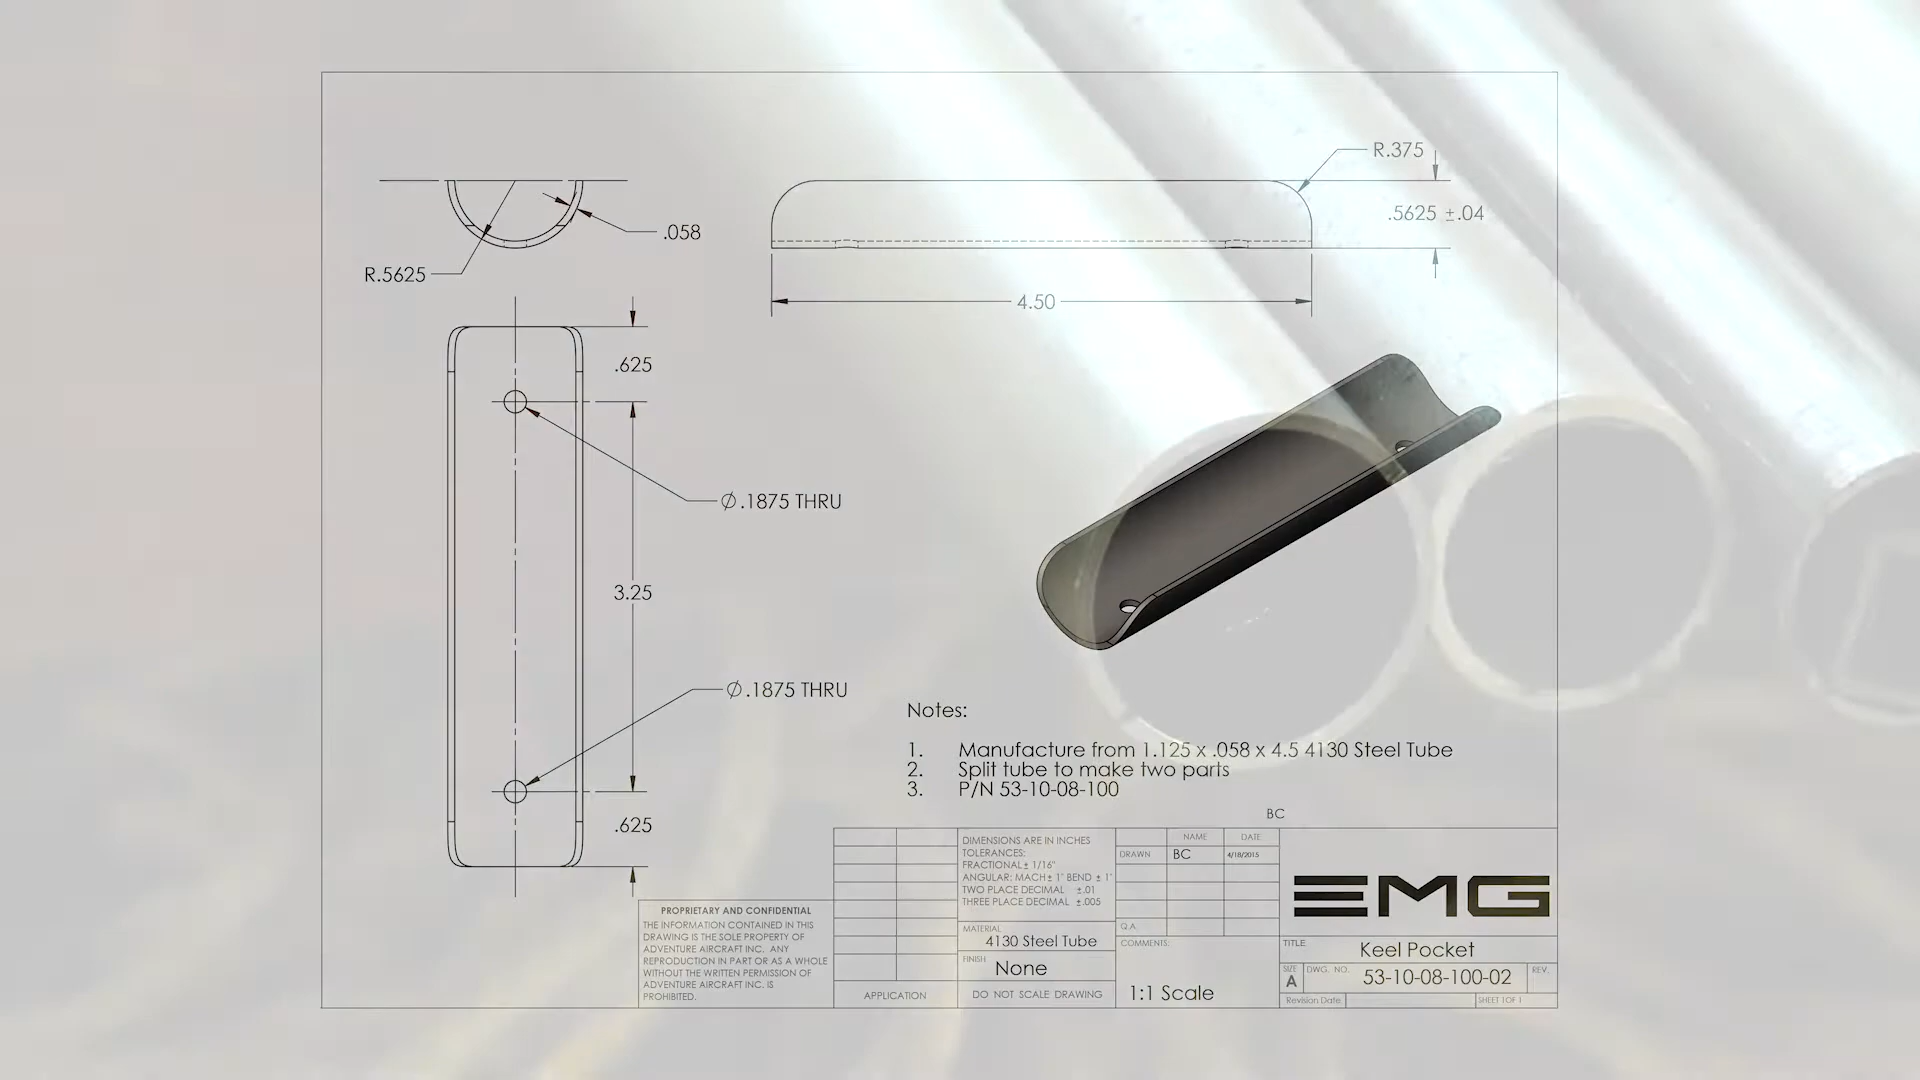 R.375
.5625 ±.04
.058
R.5625
4.50
.625
Ø.1875 THRU
3.25
Ø.1875 THRU
.625
Notes:
1. Manufacture from 1.125 x .058 x 4.5 4130 Steel Tube
2. Split tube to make two parts
3. P/N 53-10-08-100
BC
DIMENSIONS ARE IN INCHES
TOLERANCES:
FRACTIONAL± 1/16"
ANGULAR: MACH± 1° BEND ± 1°
TWO PLACE DECIMAL ±.01
THREE PLACE DECIMAL ±.005
MATERIAL
4130 Steel Tube
FINISH
None
DO NOT SCALE DRAWING
NAME DATE
DRAWN BC 4/18/2015
Q.A.
COMMENTS:
1:1 Scale
EMG
TITLE
Keel Pocket
SIZE DWG. NO. REV.
A 53-10-08-100-02
Revision Date SHEET 1 OF 1
PROPRIETARY AND CONFIDENTIAL
THE INFORMATION CONTAINED IN THIS
DRAWING IS THE SOLE PROPERTY OF
ADVENTURE AIRCRAFT INC. ANY
REPRODUCTION IN PART OR AS A WHOLE
WITHOUT THE WRITTEN PERMISSION OF
ADVENTURE AIRCRAFT INC. IS
PROHIBITED.
APPLICATION